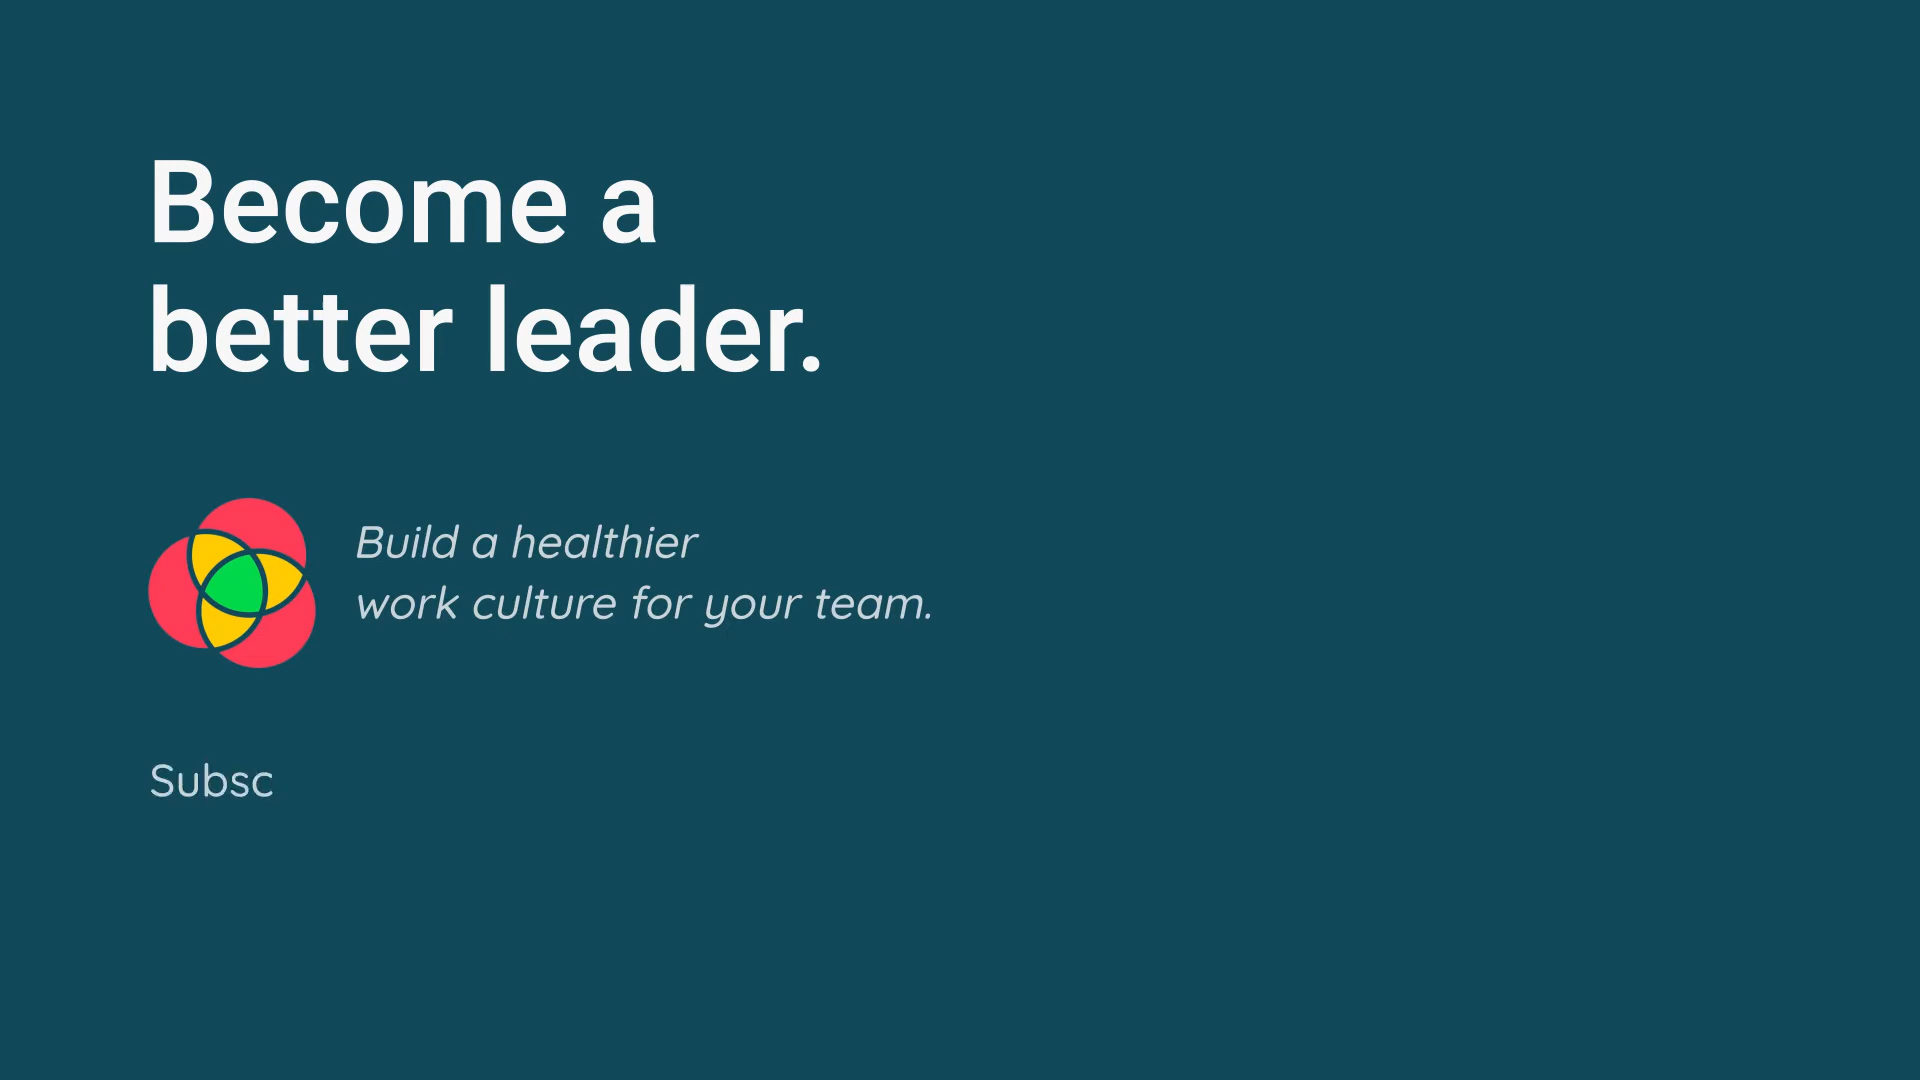 Become a
better leader.
Build a healthier
work culture for your team.
Subsc